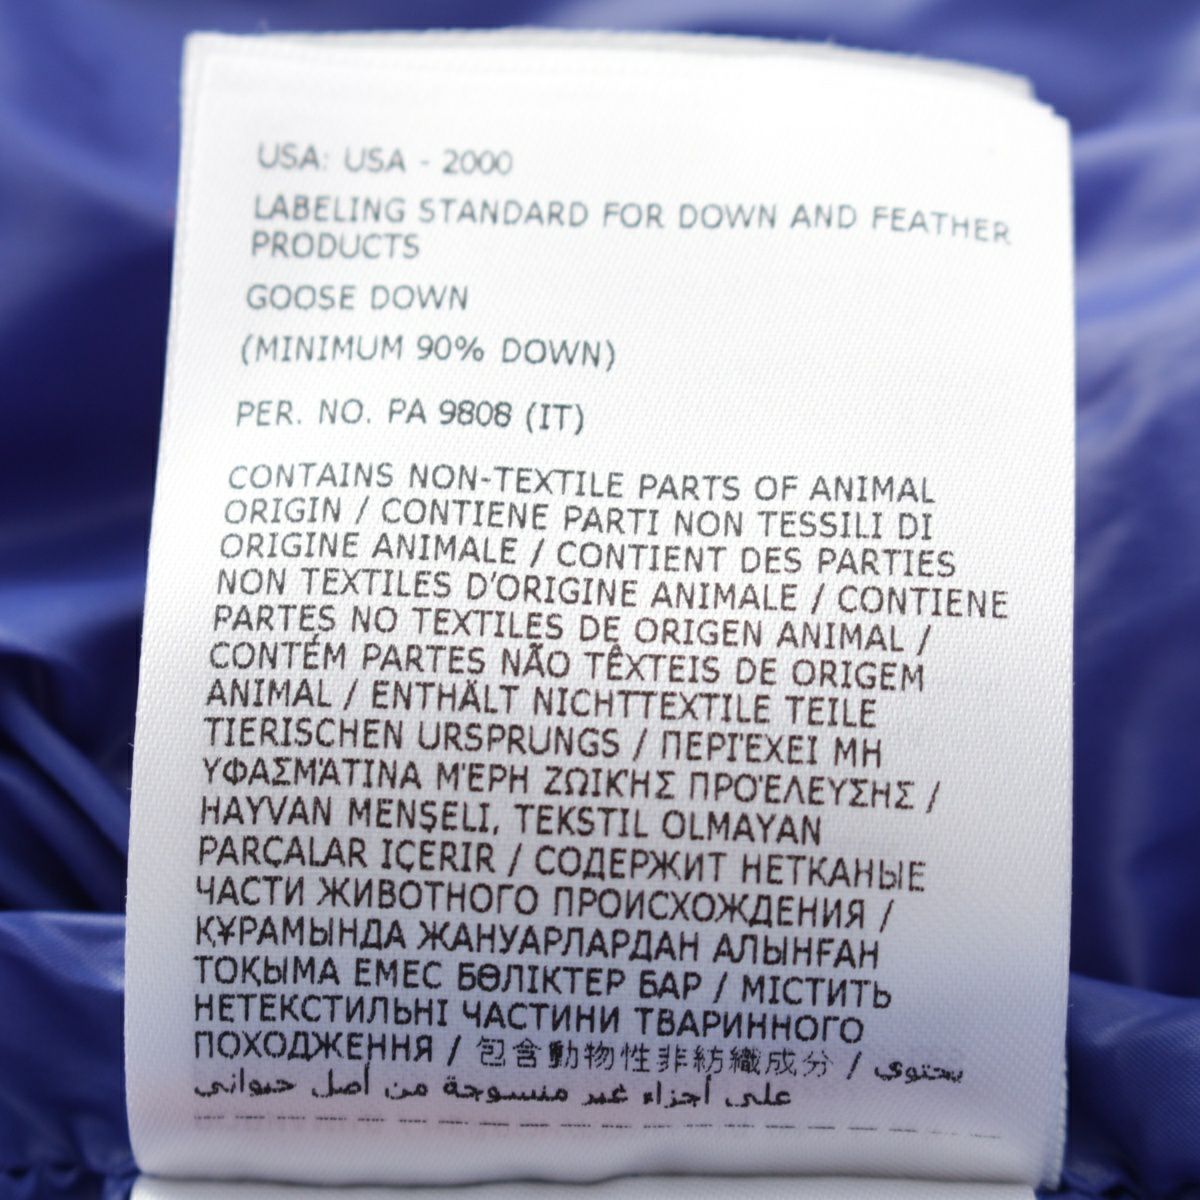 USA: USA - 2000
LABELING STANDARD FOR DOWN AND FEATHER
PRODUCTS
GOOSE DOWN
(MINIMUM 90% DOWN)
PER. NO. PA 9808 (IT)
CONTAINS NON-TEXTILE PARTS OF ANIMAL
ORIGIN / CONTIENE PARTI NON TESSILI DI
ORIGINE ANIMALE / CONTIENT DES PARTIES
NON TEXTILES D'ORIGINE ANIMALE / CONTIENE
PARTES NO TEXTILES DE ORIGEN ANIMAL /
CONTÉM PARTES NÃO TÊXTEIS DE ORIGEM
ANIMAL / ENTHÄLT NICHTTEXTILE TEILE
TIERISCHEN URSPRUNGS / ΠΕΡΙΈΧΕΙ ΜΗ
ΥΦΑΣΜΆΤΙΝΑ ΜΈΡΗ ΖΩΙΚΉΣ ΠΡΟΈΛΕΥΣΗΣ /
HAYVAN MENŞELI, TEKSTIL OLMAYAN
PARÇALAR IÇERIR / СОДЕРЖИТ НЕТКАНЫЕ
ЧАСТИ ЖИВОТНОГО ПРОИСХОЖДЕНИЯ /
ҚҰРАМЫНДА ЖАНУАРЛАРДАН АЛЫНҒАН
ТОҚЫМА ЕМЕС БӨЛІКТЕР БАР / МІСТИТЬ
НЕТЕКСТИЛЬНІ ЧАСТИНИ ТВАРИННОГО
ПОХОДЖЕННЯ / 包含動物性非紡織成分 / يحتوي
على أجزاء غير منسوجة من أصل حيواني